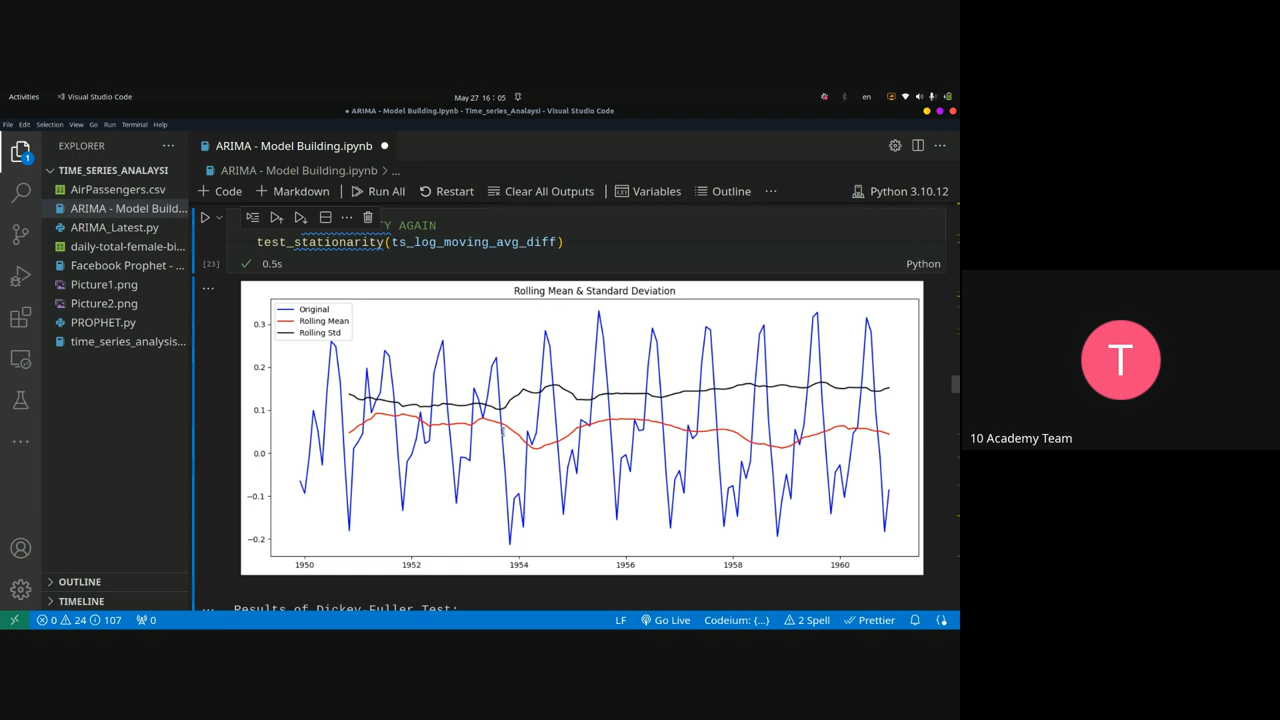 Activities
Visual Studio Code
May 27 16:05
en
ARIMA - Model Building.ipynb - Time_series_Analaysi - Visual Studio Code
File Edit Selection View Go Run Terminal Help
EXPLORER
TIME_SERIES_ANALAYSI
AirPassengers.csv
ARIMA - Model Build...
ARIMA_Latest.py
daily-total-female-bi...
Facebook Prophet - ...
Picture1.png
Picture2.png
PROPHET.py
time_series_analysis...
OUTLINE
TIMELINE
1
ARIMA - Model Building.ipynb
ARIMA - Model Building.ipynb > ...
Code
Markdown
Run All
Restart
Clear All Outputs
Variables
Outline
Python 3.10.12
Y AGAIN
test_stationarity(ts_log_moving_avg_diff)
[23]
0.5s
Python
Rolling Mean & Standard Deviation
Original
Rolling Mean
Rolling Std
0.3
0.2
0.1
0.0
−0.1
−0.2
1950 1952 1954 1956 1958 1960
Results of Dickey-Fuller Test:
0 24 107 0
LF
Go Live
Codeium: {...}
2 Spell
Prettier
T
10 Academy Team